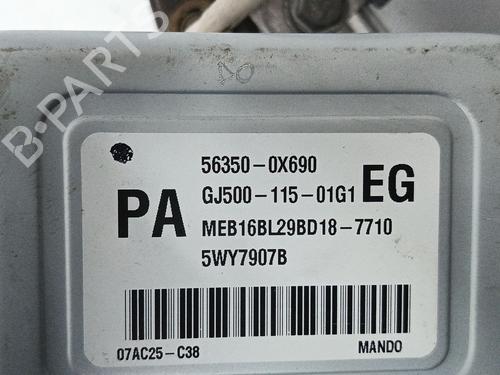 B-PARTS
PA
56350-0X690
GJ500-115-01G1
EG
MEB16BL29BD18-7710
5WY7907B
07AC25-C38
MANDO